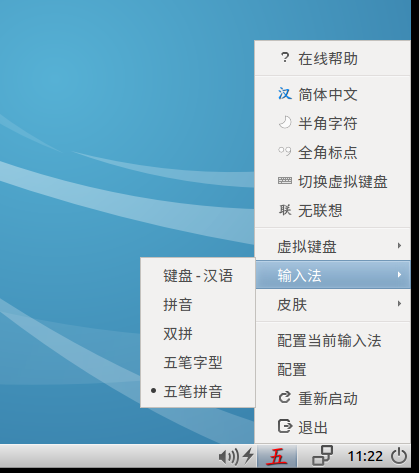 ? 在线帮助
汉 简体中文
半角字符
全角标点
切换虚拟键盘
联 无联想
虚拟键盘
输入法
皮肤
配置当前输入法
配置
重新启动
退出
键盘 - 汉语
拼音
双拼
五笔字型
• 五笔拼音
五
11:22